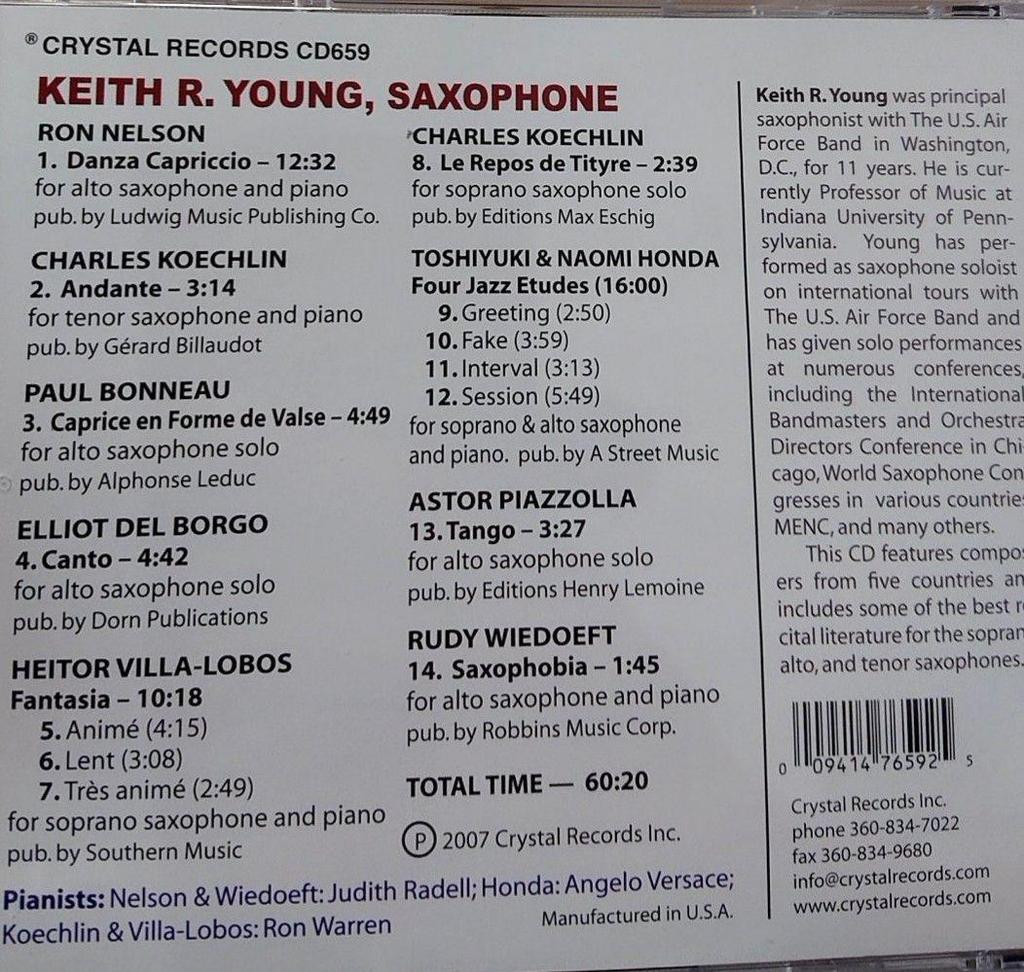 ® CRYSTAL RECORDS CD659
KEITH R. YOUNG, SAXOPHONE
RON NELSON
1. Danza Capriccio – 12:32
for alto saxophone and piano
pub. by Ludwig Music Publishing Co.
CHARLES KOECHLIN
2. Andante – 3:14
for tenor saxophone and piano
pub. by Gérard Billaudot
PAUL BONNEAU
3. Caprice en Forme de Valse – 4:49
for alto saxophone solo
pub. by Alphonse Leduc
ELLIOT DEL BORGO
4. Canto – 4:42
for alto saxophone solo
pub. by Dorn Publications
HEITOR VILLA-LOBOS
Fantasia – 10:18
5. Animé (4:15)
6. Lent (3:08)
7. Très animé (2:49)
for soprano saxophone and piano
pub. by Southern Music
CHARLES KOECHLIN
8. Le Repos de Tityre – 2:39
for soprano saxophone solo
pub. by Editions Max Eschig
TOSHIYUKI & NAOMI HONDA
Four Jazz Etudes (16:00)
9. Greeting (2:50)
10. Fake (3:59)
11. Interval (3:13)
12. Session (5:49)
for soprano & alto saxophone
and piano. pub. by A Street Music
ASTOR PIAZZOLLA
13. Tango – 3:27
for alto saxophone solo
pub. by Editions Henry Lemoine
RUDY WIEDOEFT
14. Saxophobia – 1:45
for alto saxophone and piano
pub. by Robbins Music Corp.
TOTAL TIME — 60:20
℗ 2007 Crystal Records Inc.
Pianists: Nelson & Wiedoeft: Judith Radell; Honda: Angelo Versace;
Koechlin & Villa-Lobos: Ron Warren
Manufactured in U.S.A.
Keith R. Young was principal
saxophonist with The U.S. Air
Force Band in Washington,
D.C., for 11 years. He is cur-
rently Professor of Music at
Indiana University of Penn-
sylvania. Young has per-
formed as saxophone soloist
on international tours with
The U.S. Air Force Band and
has given solo performances
at numerous conferences,
including the International
Bandmasters and Orchestra
Directors Conference in Chi-
cago, World Saxophone Con
gresses in various countries
MENC, and many others.
This CD features compos
ers from five countries an
includes some of the best r
cital literature for the sopran
alto, and tenor saxophones.
0 09414 76592 5
Crystal Records Inc.
phone 360-834-7022
fax 360-834-9680
info@crystalrecords.com
www.crystalrecords.com